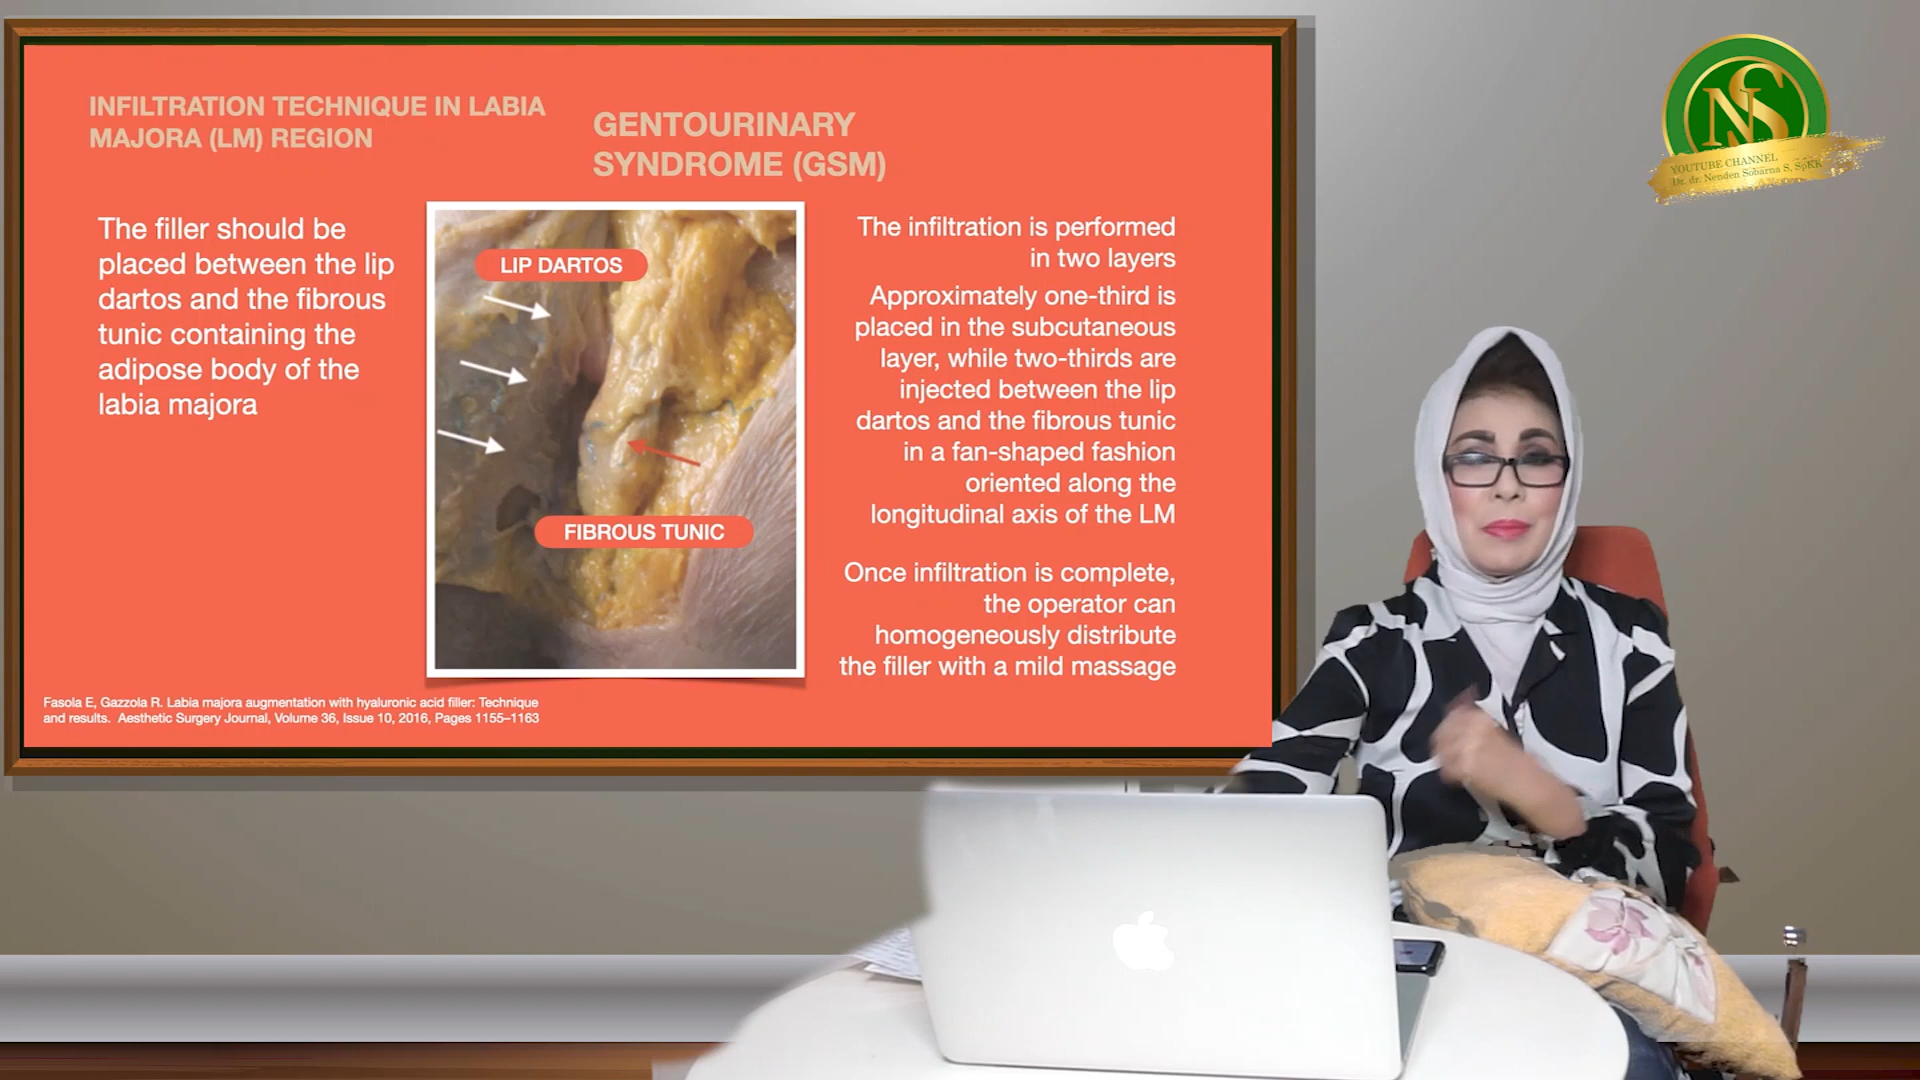 INFILTRATION TECHNIQUE IN LABIA
MAJORA (LM) REGION
GENTOURINARY
SYNDROME (GSM)
The filler should be
placed between the lip
dartos and the fibrous
tunic containing the
adipose body of the
labia majora
LIP DARTOS
FIBROUS TUNIC
The infiltration is performed
in two layers
Approximately one-third is
placed in the subcutaneous
layer, while two-thirds are
injected between the lip
dartos and the fibrous tunic
in a fan-shaped fashion
oriented along the
longitudinal axis of the LM
Once infiltration is complete,
the operator can
homogeneously distribute
the filler with a mild massage
Fasola E, Gazzola R. Labia majora augmentation with hyaluronic acid filler: Technique
and results. Aesthetic Surgery Journal, Volume 36, Issue 10, 2016, Pages 1155–1163
NS
YOUTUBE CHANNEL
Dr. dr. Nenden Sobarna S, SpKK